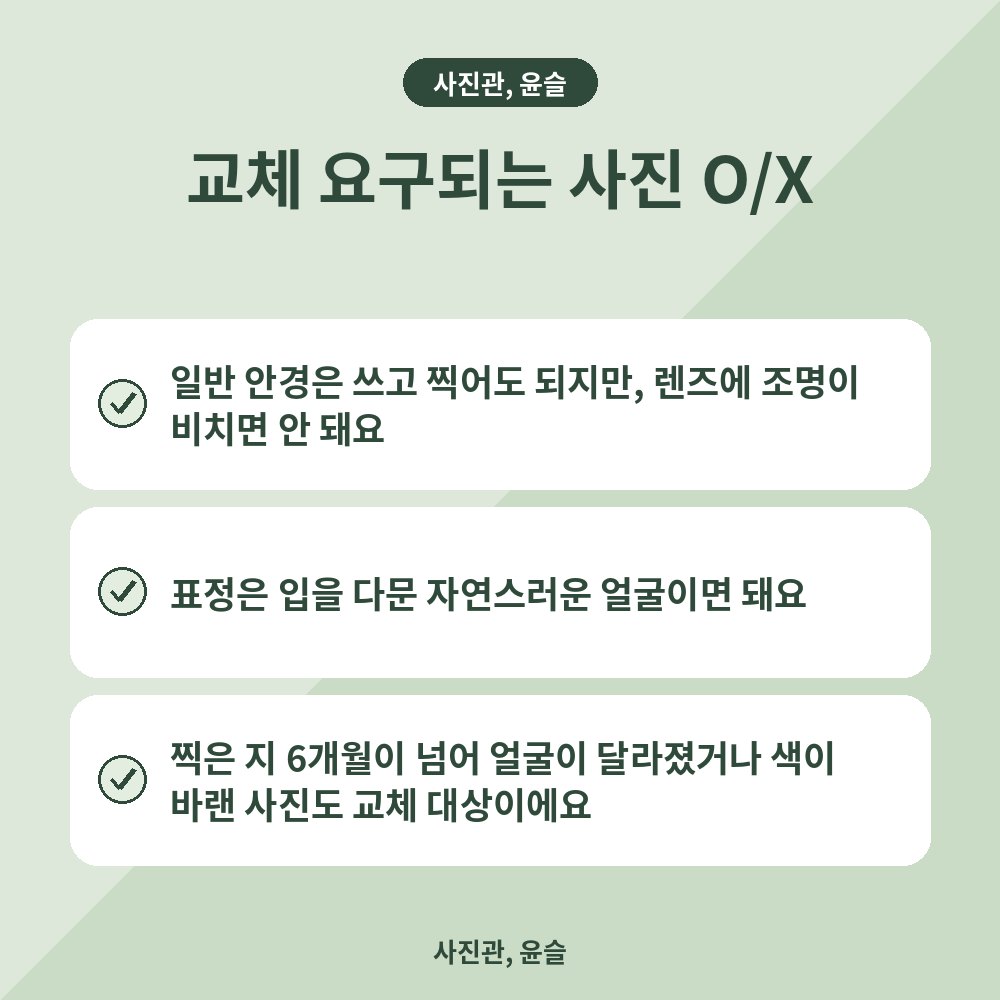 사진관, 윤슬
교체 요구되는 사진 O/X
일반 안경은 쓰고 찍어도 되지만, 렌즈에 조명이
비치면 안 돼요
표정은 입을 다문 자연스러운 얼굴이면 돼요
찍은 지 6개월이 넘어 얼굴이 달라졌거나 색이
바랜 사진도 교체 대상이에요
사진관, 윤슬